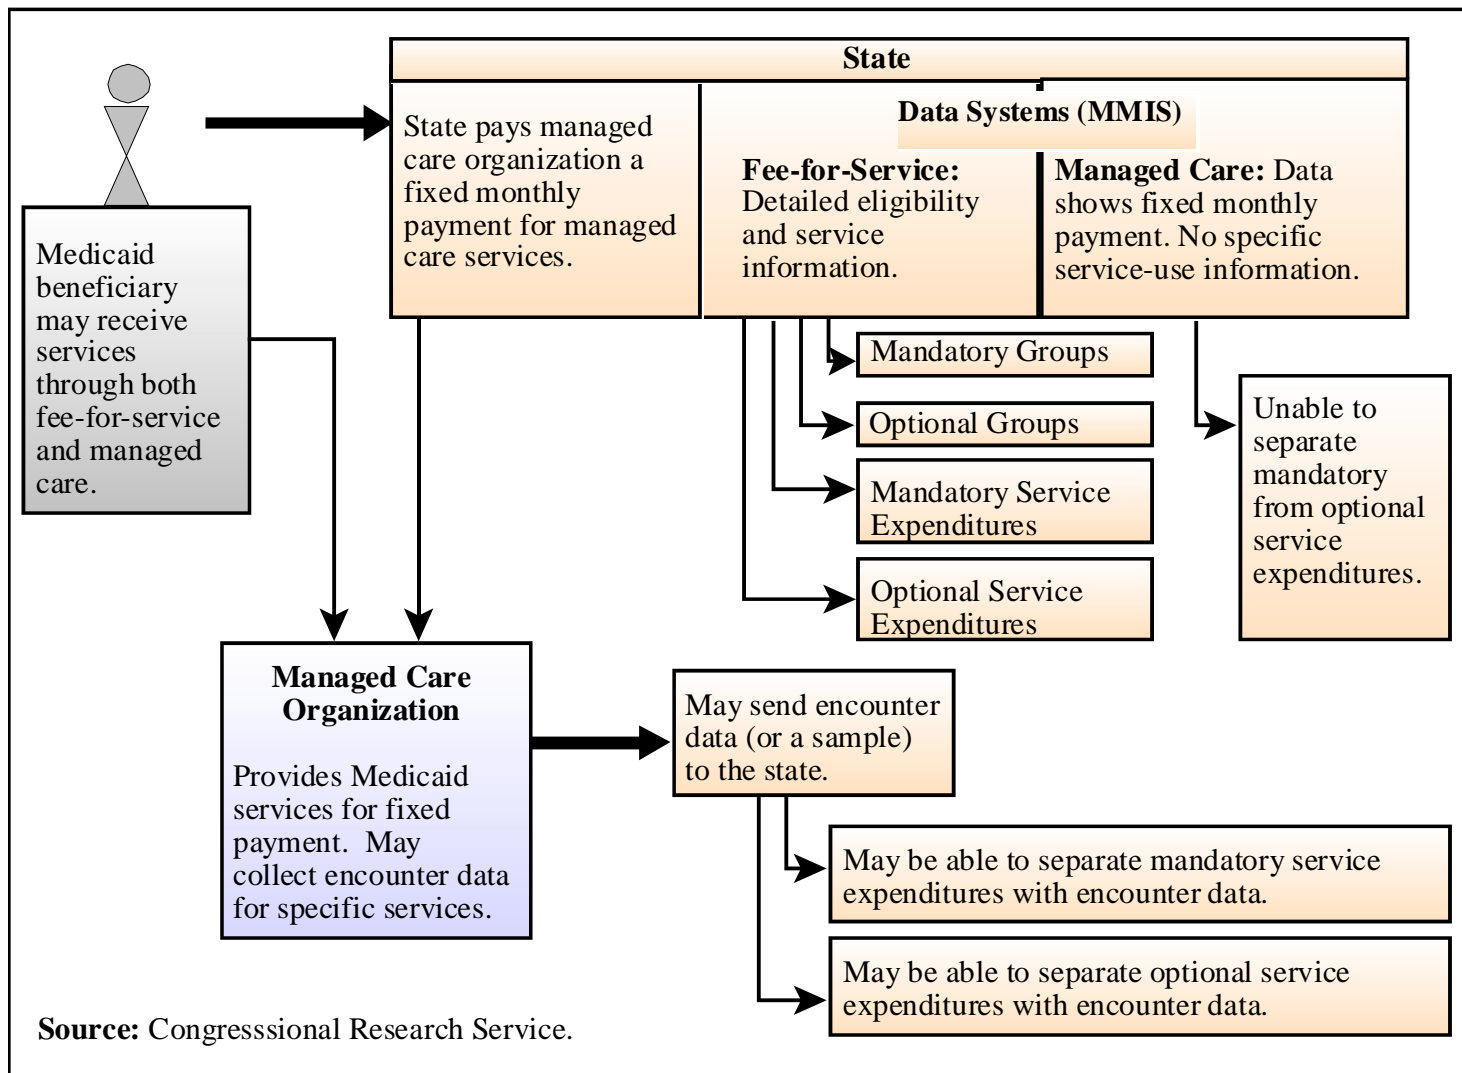 State
Data Systems (MMIS)
State pays managed
care organization a
fixed monthly
payment for managed
care services.
Fee-for-Service:
Detailed eligibility
and service
information.
Managed Care: Data
shows fixed monthly
payment. No specific
service-use information.
Medicaid
beneficiary
may receive
services
through both
fee-for-service
and managed
care.
Mandatory Groups
Optional Groups
Mandatory Service
Expenditures
Optional Service
Expenditures
Unable to
separate
mandatory
from optional
service
expenditures.
Managed Care
Organization
Provides Medicaid
services for fixed
payment.  May
collect encounter data
for specific services.
May send encounter
data (or a sample)
to the state.
May be able to separate mandatory service
expenditures with encounter data.
May be able to separate optional service
expenditures with encounter data.
Source: Congresssional Research Service.